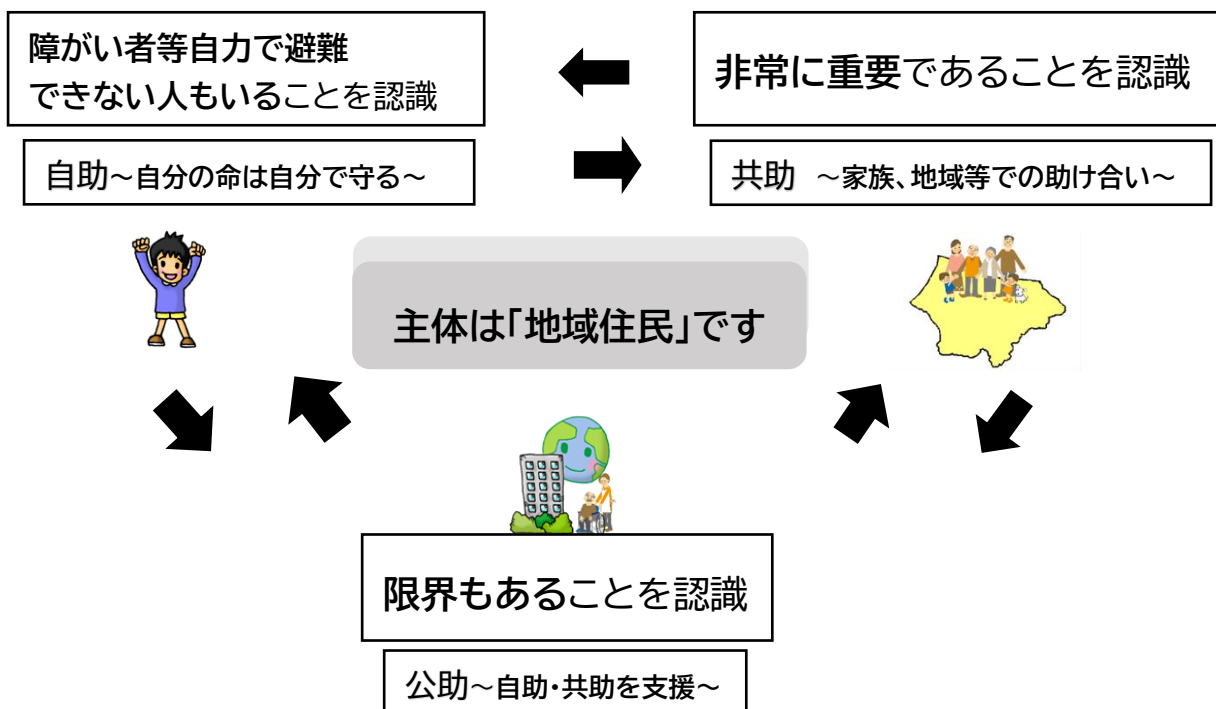 障がい者等自力で避難
できない人もいることを認識
非常に重要であることを認識
自助～自分の命は自分で守る～
共助　～家族、地域等での助け合い～
主体は「地域住民」です
限界もあることを認識
公助～自助・共助を支援～